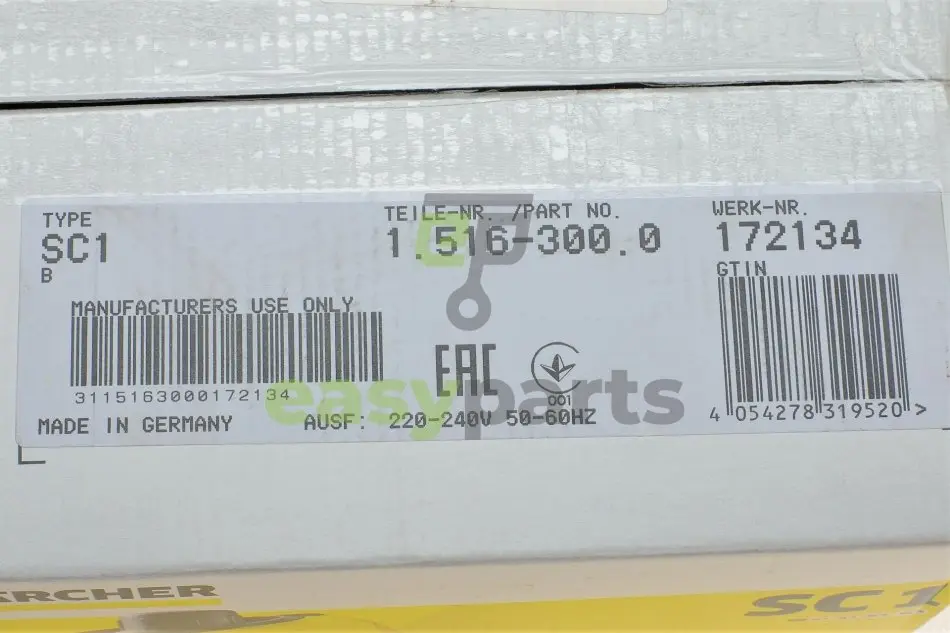 TYPE
SC1
B
TEILE-NR. /PART NO.
1.516-300.0
WERK-NR.
172134
GTIN
MANUFACTURERS USE ONLY
31151630000172134
EAC
001
4 054278 319520 >
MADE IN GERMANY AUSF: 220-240V 50-60HZ
easyparts
RCHER
SC 1